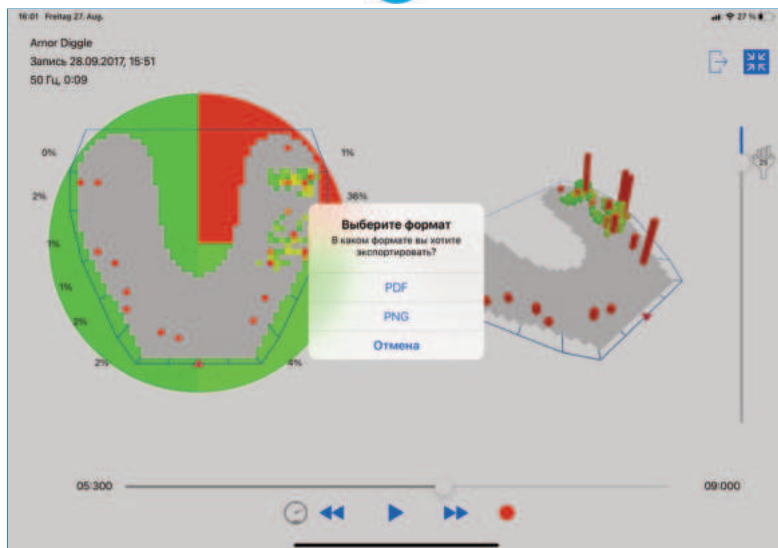 16:01 Freitag 27. Aug.
27 %
Arnor Diggle
Запись 28.09.2017, 15:51
50 Гц, 0:09
0%
1%
2%
36%
1%
1%
2%
2%
4%
Выберите формат
В каком формате вы хотите
экспортировать?
PDF
PNG
Отмена
25
05:300
09:000